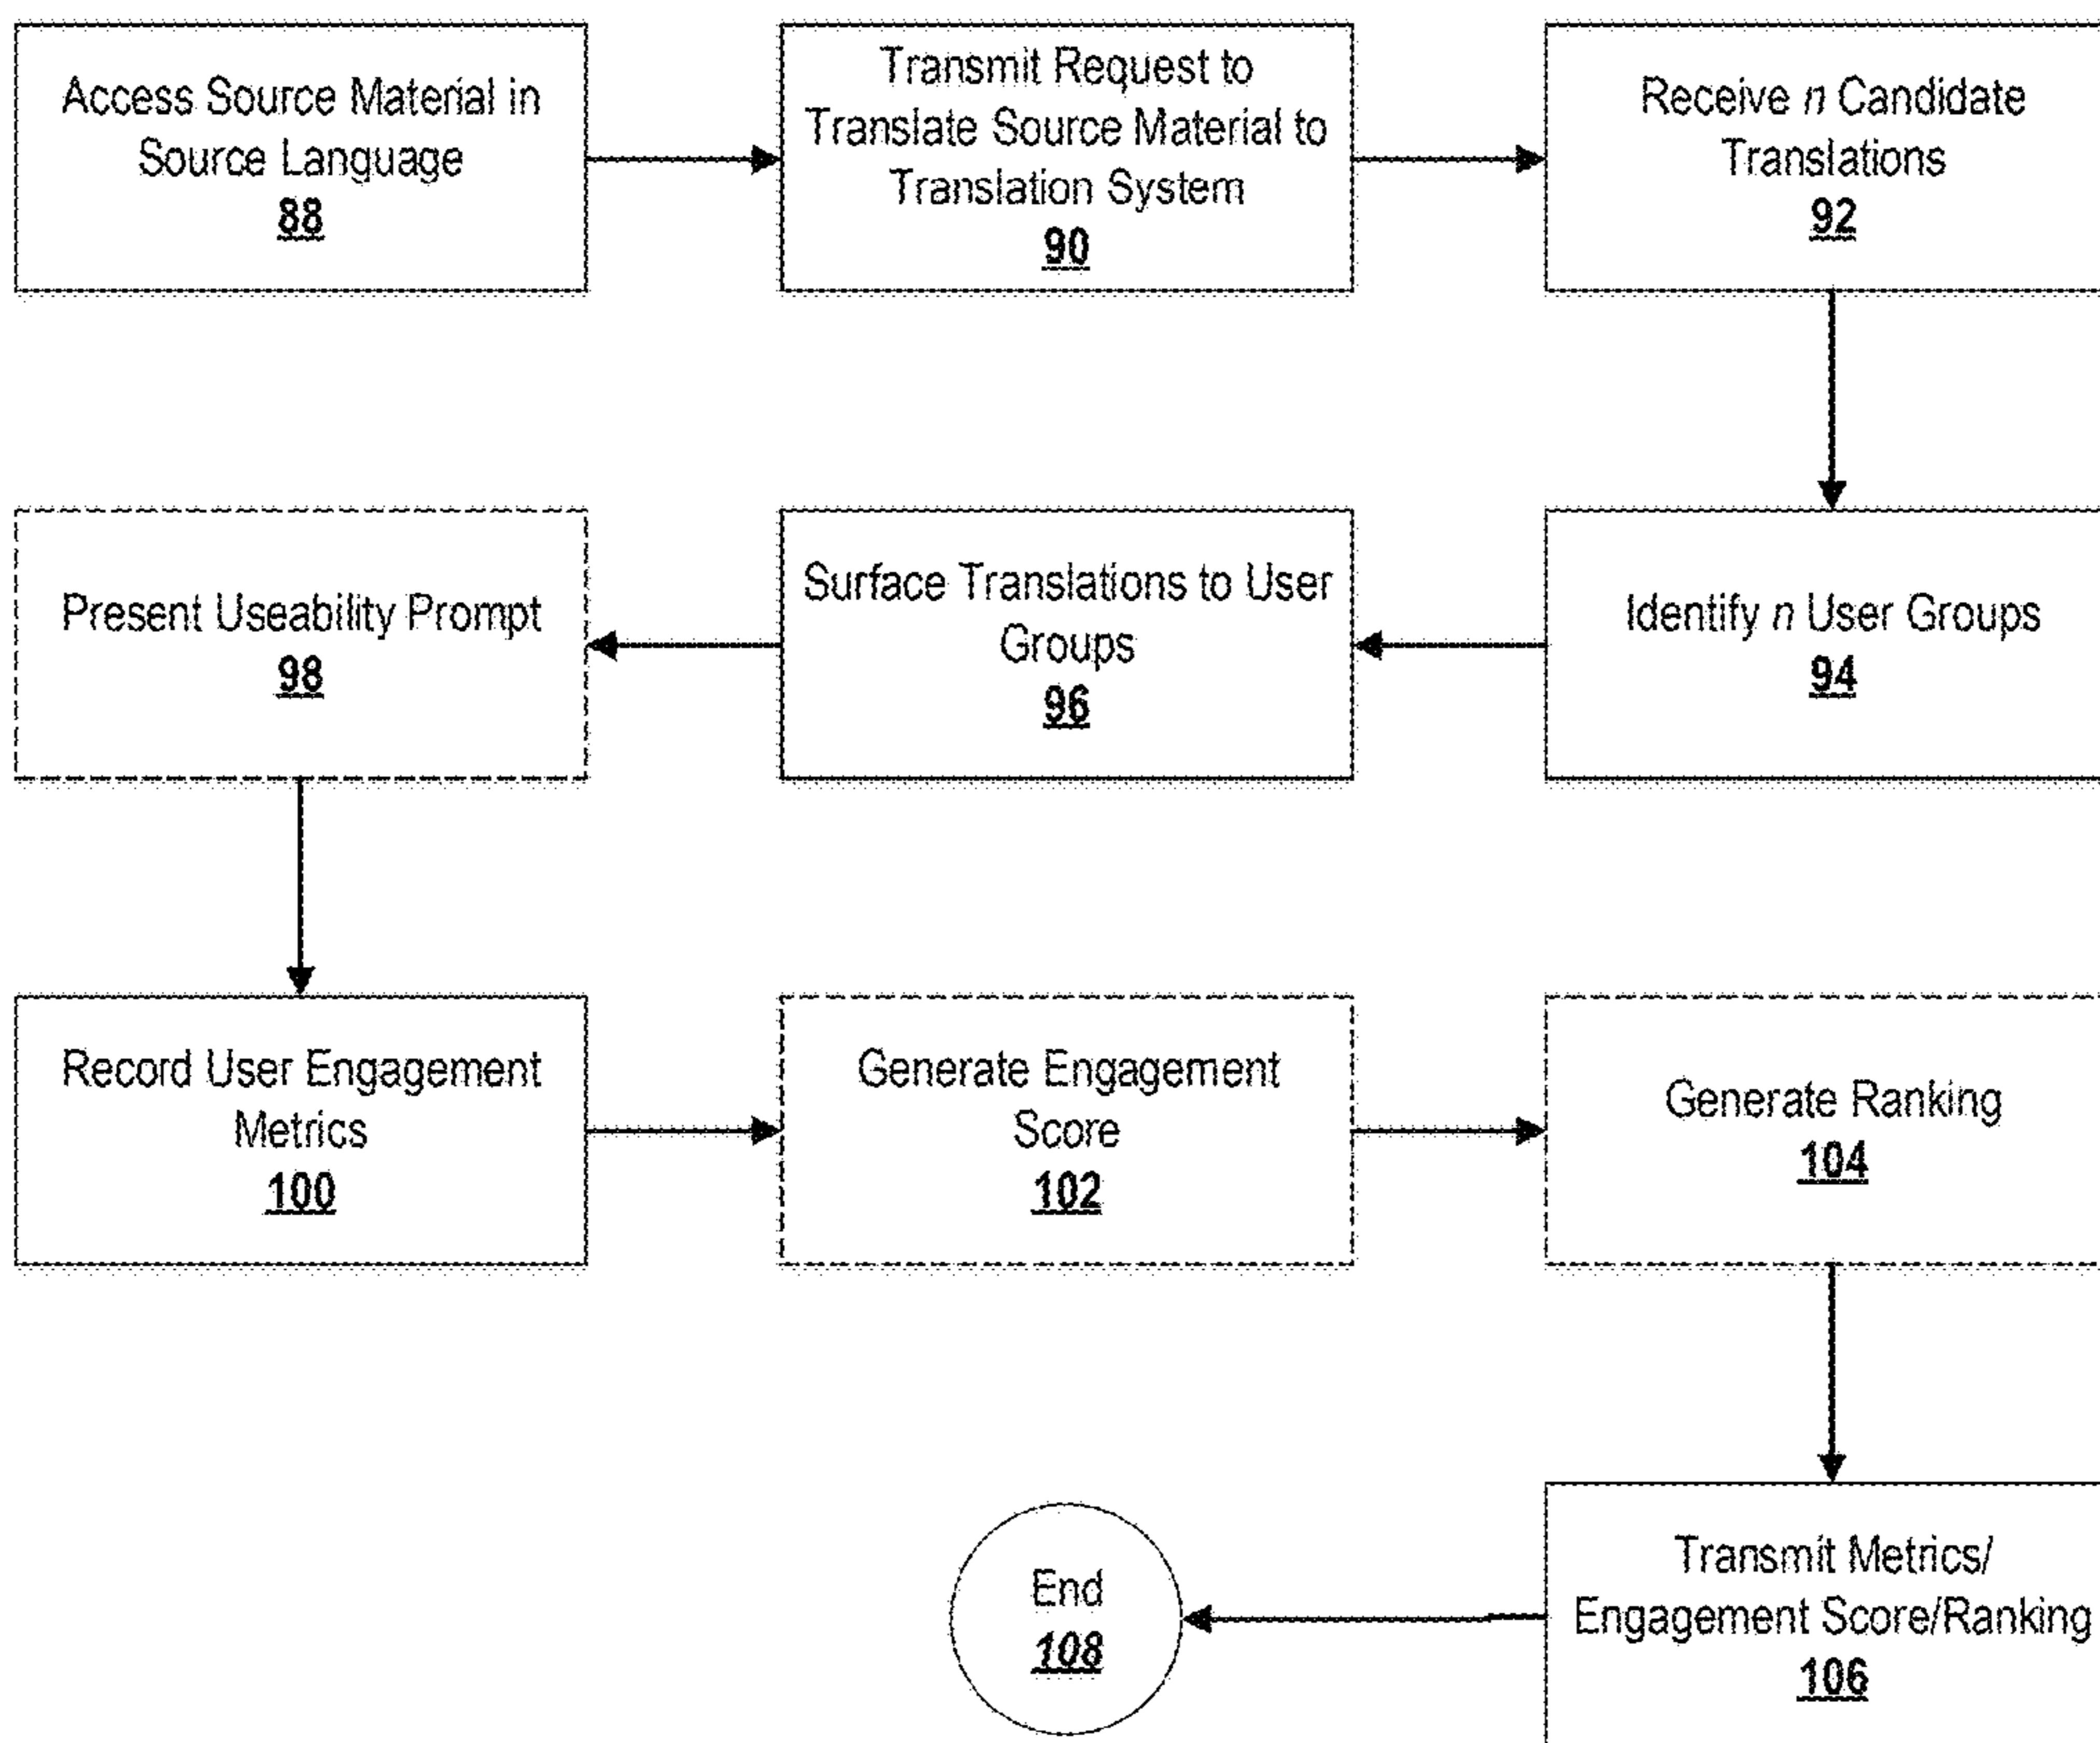 Access Source Material in
Source Language
88
Transmit Request to
Translate Source Material to
Translation System
90
Receive n Candidate
Translations
92
Identify n User Groups
94
Surface Translations to User
Groups
96
Present Useability Prompt
98
Record User Engagement
Metrics
100
Generate Engagement
Score
102
Generate Ranking
104
Transmit Metrics/
Engagement Score/Ranking
106
End
108